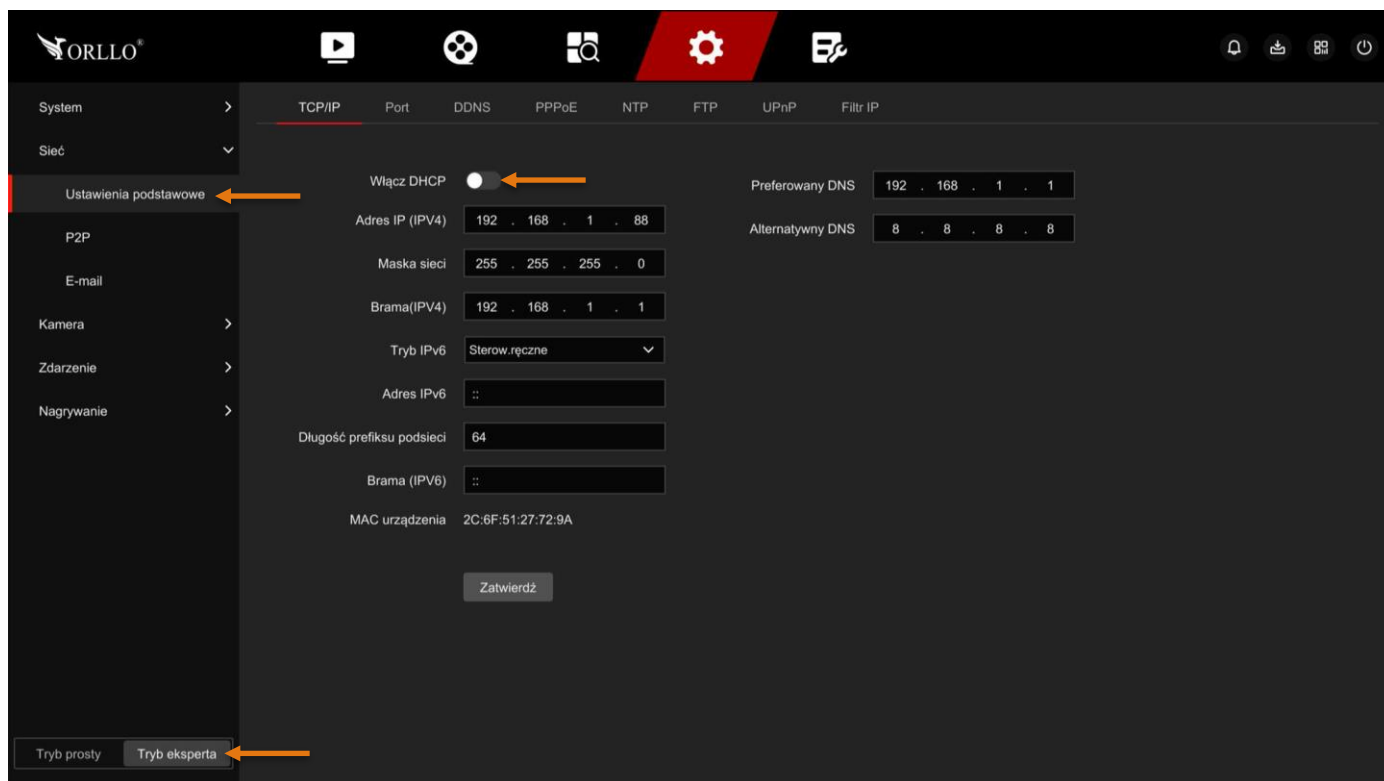 ORLLO®
System
Sieć
Ustawienia podstawowe
P2P
E-mail
Kamera
Zdarzenie
Nagrywanie
Tryb prosty Tryb eksperta
TCP/IP Port DDNS PPPoE NTP FTP UPnP Filtr IP
Włącz DHCP
Adres IP (IPV4) 192 . 168 . 1 . 88
Maska sieci 255 . 255 . 255 . 0
Brama(IPV4) 192 . 168 . 1 . 1
Tryb IPv6 Sterow.ręczne
Adres IPv6 ::
Długość prefiksu podsieci 64
Brama (IPV6) ::
MAC urządzenia 2C:6F:51:27:72:9A
Zatwierdź
Preferowany DNS 192 . 168 . 1 . 1
Alternatywny DNS 8 . 8 . 8 . 8